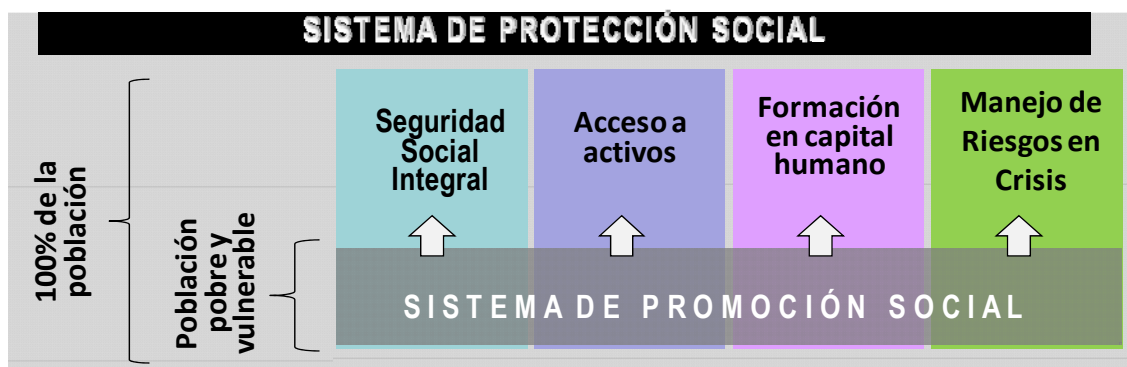 SISTEMA DE PROTECCIÓN SOCIAL
100% de la
población
Población
pobre y
vulnerable
Seguridad
Social
Integral
Acceso a
activos
Formación
en capital
humano
Manejo de
Riesgos en
Crisis
SISTEMA DE PROMOCIÓN SOCIAL